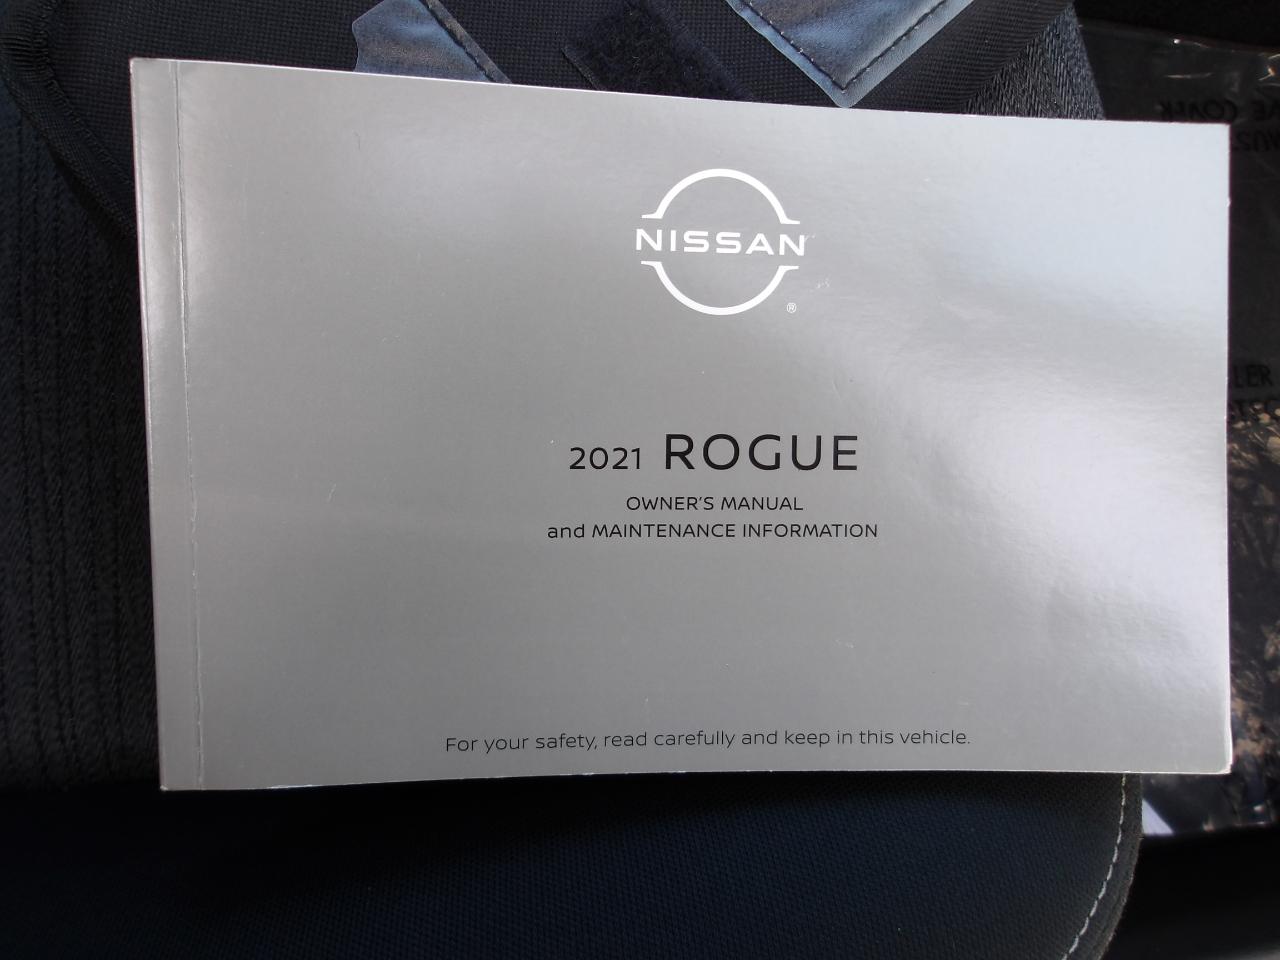 NISSAN
®
2021 ROGUE
OWNER'S MANUAL
and MAINTENANCE INFORMATION
For your safety, read carefully and keep in this vehicle.